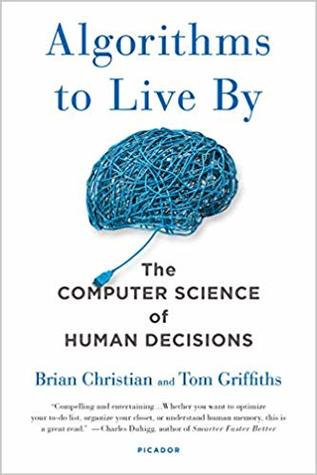 Algorithms
to Live By
The
COMPUTER SCIENCE
of
HUMAN DECISIONS
Brian Christian and Tom Griffiths
"Compelling and entertaining...Whether you want to optimize
your to-do list, organize your closet, or understand human memory, this is
a great read." —Charles Duhigg, author of Smarter Faster Better
PICADOR